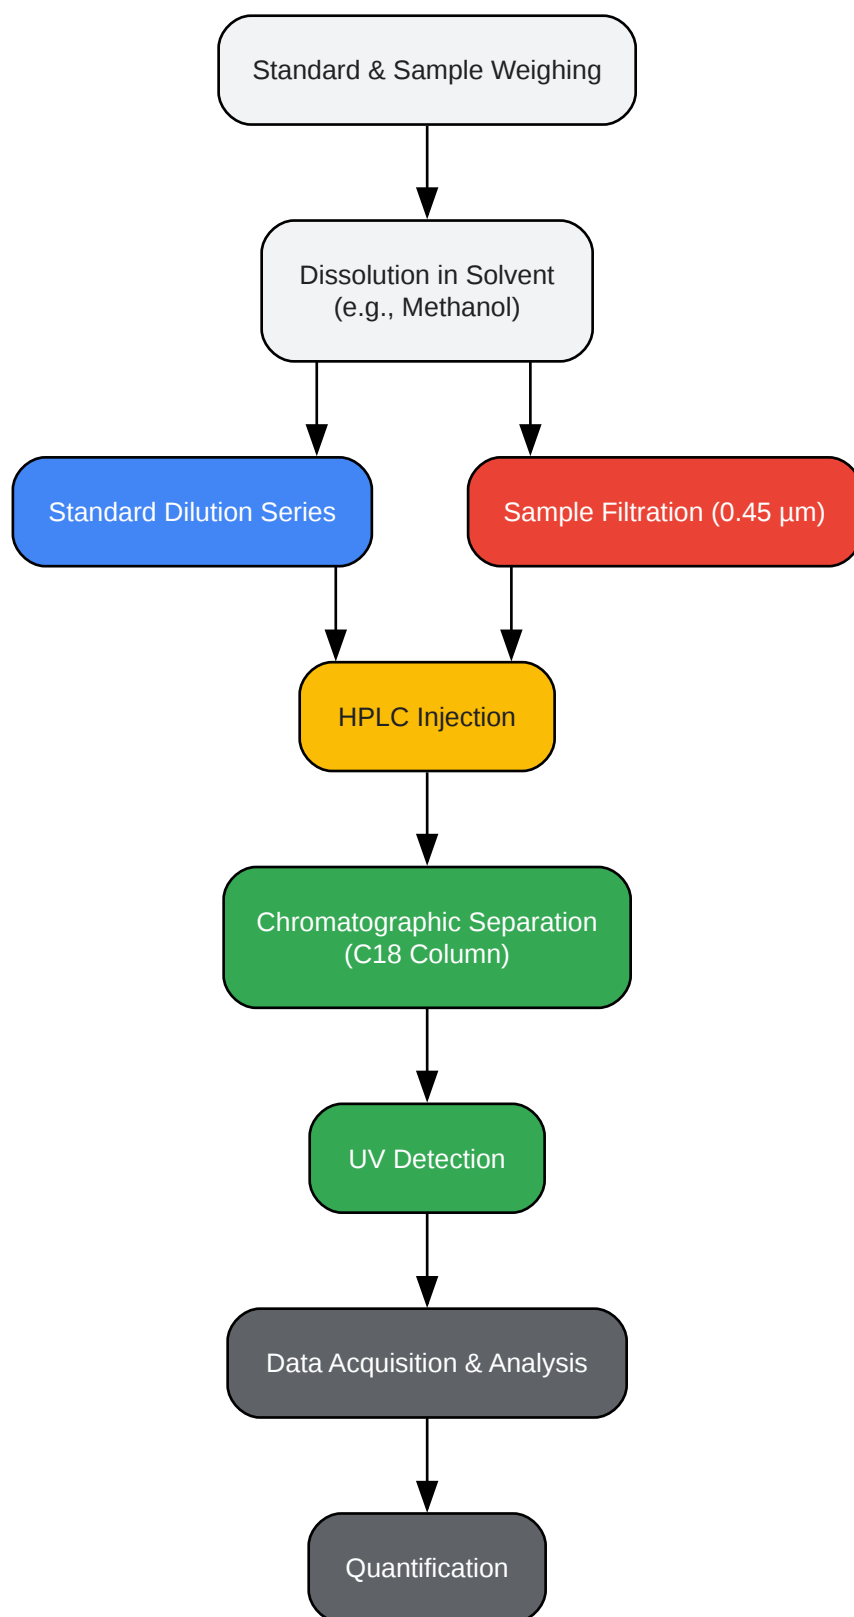 Standard & Sample Weighing
Dissolution in Solvent
(e.g., Methanol)
Standard Dilution Series
Sample Filtration (0.45 µm)
HPLC Injection
Chromatographic Separation
(C18 Column)
UV Detection
Data Acquisition & Analysis
Quantification